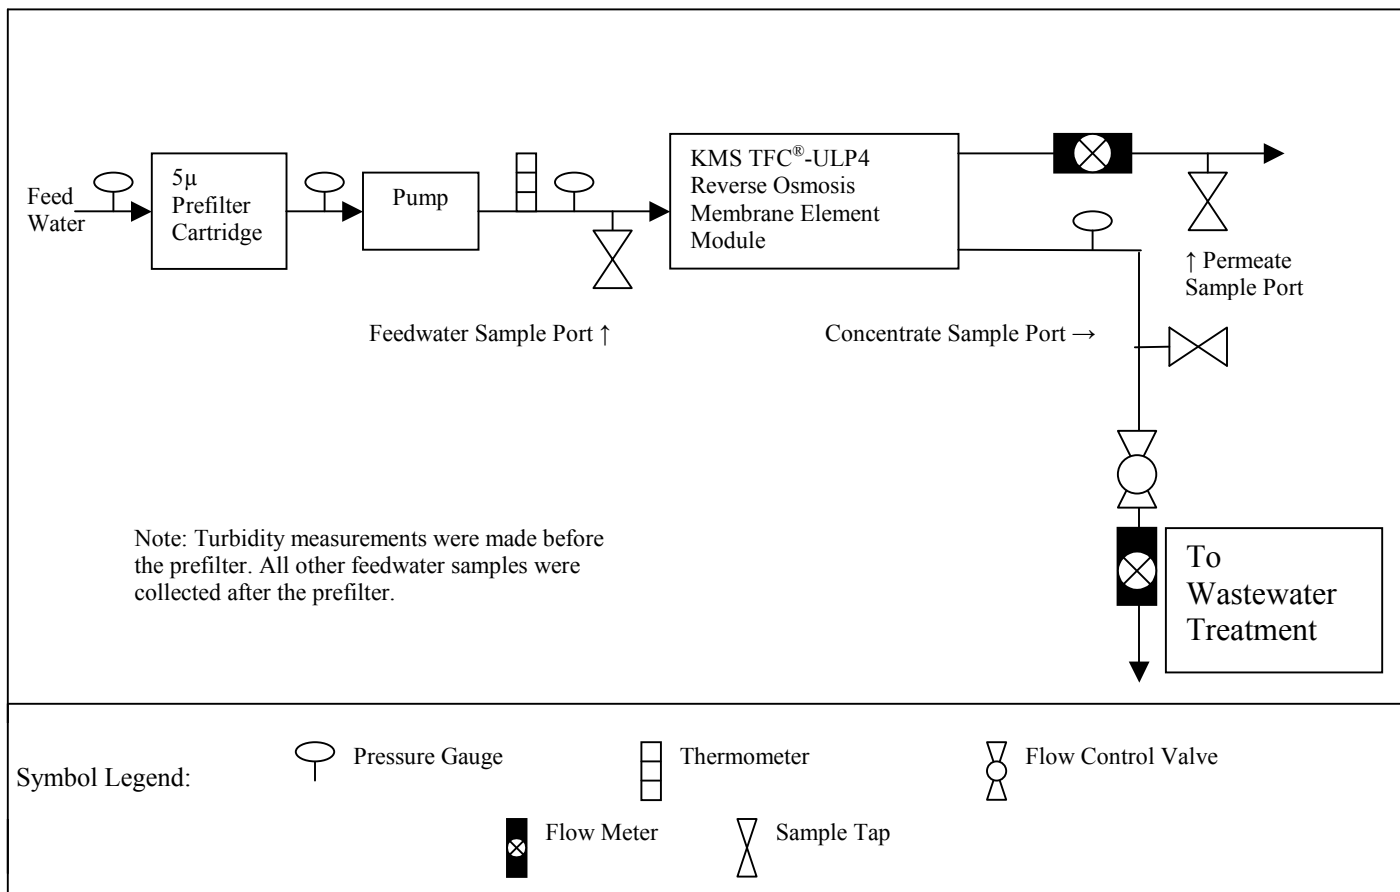 Feed
Water
5µ
Prefilter
Cartridge
Pump
KMS TFC®-ULP4
Reverse Osmosis
Membrane Element
Module
↑ Permeate
Sample Port
Feedwater Sample Port ↑
Concentrate Sample Port →
Note: Turbidity measurements were made before
the prefilter. All other feedwater samples were
collected after the prefilter.
To
Wastewater
Treatment
Symbol Legend:
Pressure Gauge
Thermometer
Flow Control Valve
Flow Meter
Sample Tap